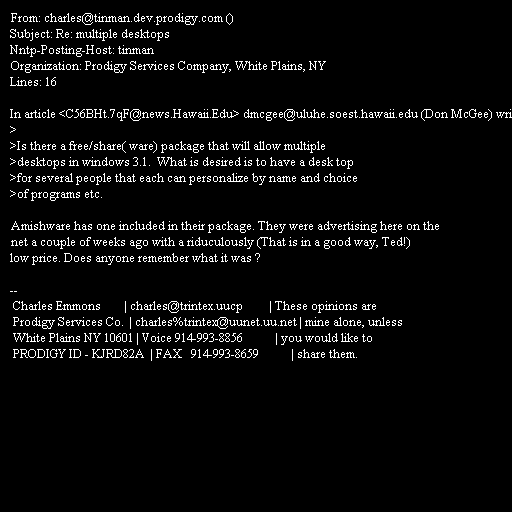 From: charles@tinman.dev.prodigy.com ()
Subject: Re: multiple desktops
Nntp-Posting-Host: tinman
Organization: Prodigy Services Company, White Plains, NY
Lines: 16

In article <C56BHt.7qF@news.Hawaii.Edu> dmcgee@uluhe.soest.hawaii.edu (Don McGee) wri
>
>Is there a free/share( ware) package that will allow multiple
>desktops in windows 3.1.  What is desired is to have a desk top
>for several people that each can personalize by name and choice
>of programs etc.

Amishware has one included in their package. They were advertising here on the
net a couple of weeks ago with a riduculously (That is in a good way, Ted!)
low price. Does anyone remember what it was ?

--
Charles Emmons | charles@trintex.uucp | These opinions are
Prodigy Services Co. | charles%trintex@uunet.uu.net | mine alone, unless
White Plains NY 10601 | Voice 914-993-8856 | you would like to
PRODIGY ID - KJRD82A | FAX 914-993-8659 | share them.